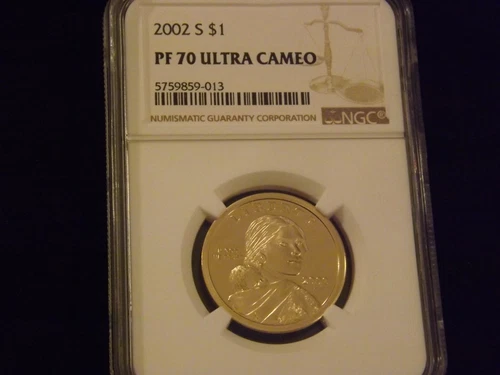 2002 S $1
PF 70 ULTRA CAMEO
5759859-013
NUMISMATIC GUARANTY CORPORATION
NGC®